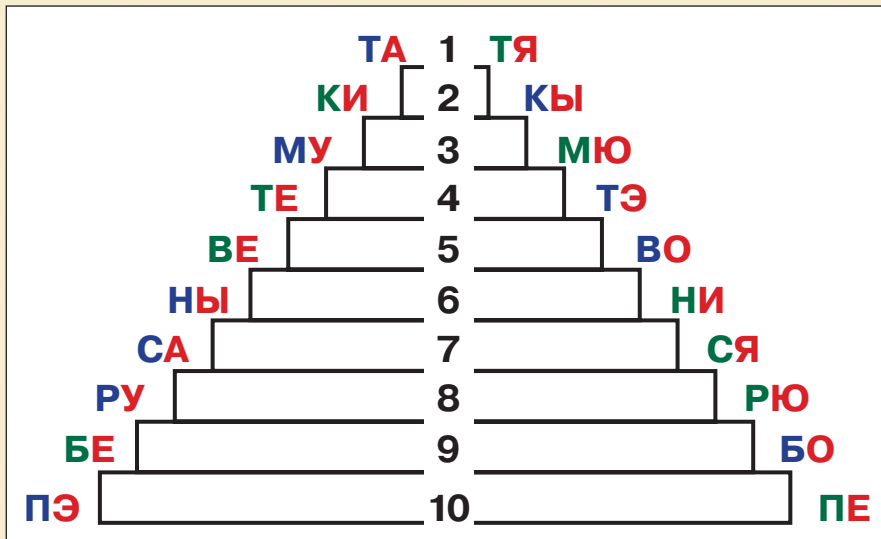 ТА 1 ТЯ
КИ 2 КЫ
МУ 3 МЮ
ТЕ 4 ТЭ
ВЕ 5 ВО
НЫ 6 НИ
СА 7 СЯ
РУ 8 РЮ
БЕ 9 БО
ПЭ 10 ПЕ